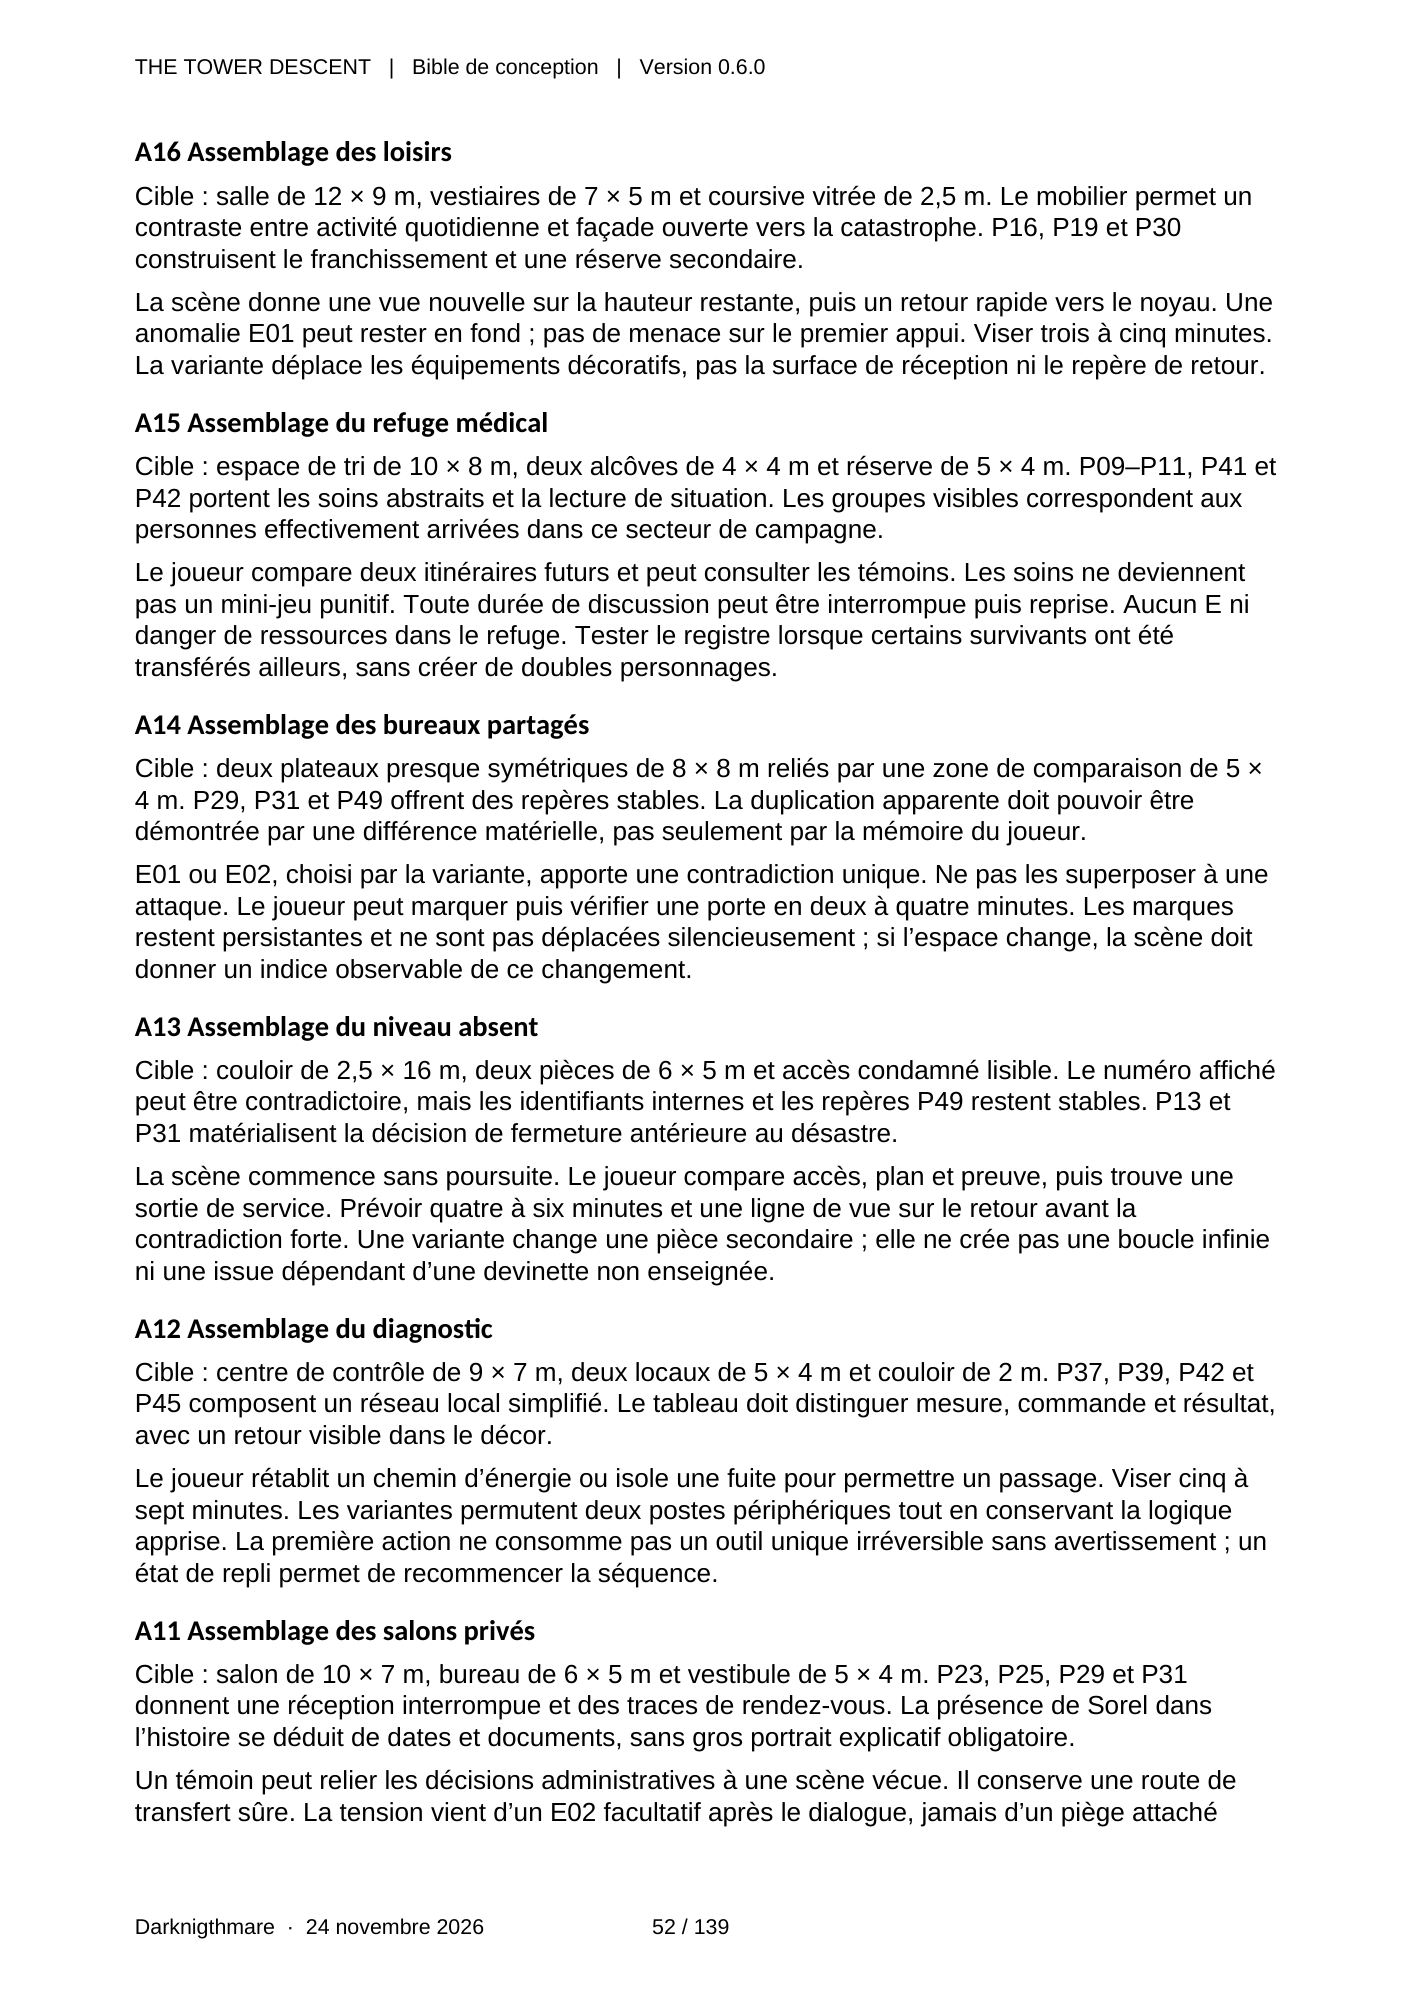 THE TOWER DESCENT | Bible de conception | Version 0.6.0
A16 Assemblage des loisirs
Cible : salle de 12 × 9 m, vestiaires de 7 × 5 m et coursive vitrée de 2,5 m. Le mobilier permet un
contraste entre activité quotidienne et façade ouverte vers la catastrophe. P16, P19 et P30
construisent le franchissement et une réserve secondaire.
La scène donne une vue nouvelle sur la hauteur restante, puis un retour rapide vers le noyau. Une
anomalie E01 peut rester en fond ; pas de menace sur le premier appui. Viser trois à cinq minutes.
La variante déplace les équipements décoratifs, pas la surface de réception ni le repère de retour.
A15 Assemblage du refuge médical
Cible : espace de tri de 10 × 8 m, deux alcôves de 4 × 4 m et réserve de 5 × 4 m. P09–P11, P41 et
P42 portent les soins abstraits et la lecture de situation. Les groupes visibles correspondent aux
personnes effectivement arrivées dans ce secteur de campagne.
Le joueur compare deux itinéraires futurs et peut consulter les témoins. Les soins ne deviennent
pas un mini-jeu punitif. Toute durée de discussion peut être interrompue puis reprise. Aucun E ni
danger de ressources dans le refuge. Tester le registre lorsque certains survivants ont été
transférés ailleurs, sans créer de doubles personnages.
A14 Assemblage des bureaux partagés
Cible : deux plateaux presque symétriques de 8 × 8 m reliés par une zone de comparaison de 5 ×
4 m. P29, P31 et P49 offrent des repères stables. La duplication apparente doit pouvoir être
démontrée par une différence matérielle, pas seulement par la mémoire du joueur.
E01 ou E02, choisi par la variante, apporte une contradiction unique. Ne pas les superposer à une
attaque. Le joueur peut marquer puis vérifier une porte en deux à quatre minutes. Les marques
restent persistantes et ne sont pas déplacées silencieusement ; si l’espace change, la scène doit
donner un indice observable de ce changement.
A13 Assemblage du niveau absent
Cible : couloir de 2,5 × 16 m, deux pièces de 6 × 5 m et accès condamné lisible. Le numéro affiché
peut être contradictoire, mais les identifiants internes et les repères P49 restent stables. P13 et
P31 matérialisent la décision de fermeture antérieure au désastre.
La scène commence sans poursuite. Le joueur compare accès, plan et preuve, puis trouve une
sortie de service. Prévoir quatre à six minutes et une ligne de vue sur le retour avant la
contradiction forte. Une variante change une pièce secondaire ; elle ne crée pas une boucle infinie
ni une issue dépendant d’une devinette non enseignée.
A12 Assemblage du diagnostic
Cible : centre de contrôle de 9 × 7 m, deux locaux de 5 × 4 m et couloir de 2 m. P37, P39, P42 et
P45 composent un réseau local simplifié. Le tableau doit distinguer mesure, commande et résultat,
avec un retour visible dans le décor.
Le joueur rétablit un chemin d’énergie ou isole une fuite pour permettre un passage. Viser cinq à
sept minutes. Les variantes permutent deux postes périphériques tout en conservant la logique
apprise. La première action ne consomme pas un outil unique irréversible sans avertissement ; un
état de repli permet de recommencer la séquence.
A11 Assemblage des salons privés
Cible : salon de 10 × 7 m, bureau de 6 × 5 m et vestibule de 5 × 4 m. P23, P25, P29 et P31
donnent une réception interrompue et des traces de rendez-vous. La présence de Sorel dans
l’histoire se déduit de dates et documents, sans gros portrait explicatif obligatoire.
Un témoin peut relier les décisions administratives à une scène vécue. Il conserve une route de
transfert sûre. La tension vient d’un E02 facultatif après le dialogue, jamais d’un piège attaché
Darknigthmare · 24 novembre 2026 52 / 139